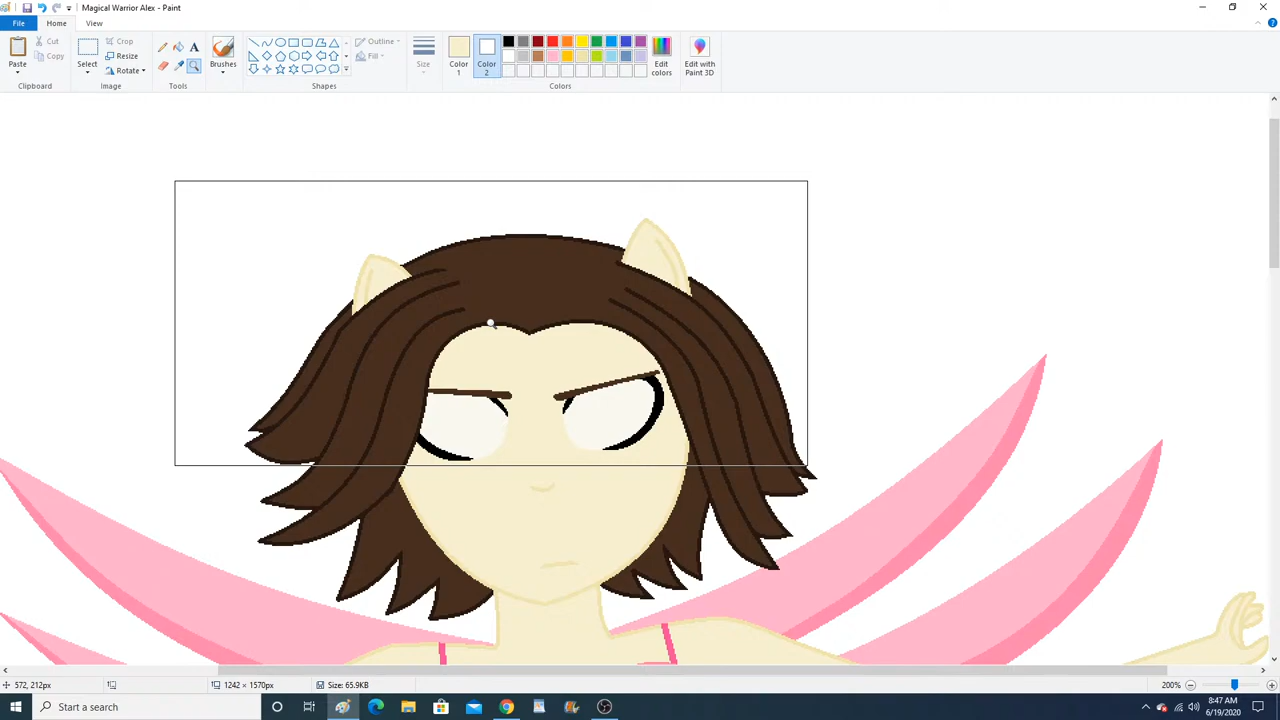 Magical Warrior Alex - Paint
File Home View
Paste
Cut
Copy
Clipboard
Select
Crop
Resize
Rotate
Image
A
Tools
Brushes
Shapes
Outline
Fill
Size
Color 1
Color 2
Edit colors
Colors
Edit with Paint 3D
572, 212px
1242 × 1570px
Size: 65.9KB
200%
Start a search
8:47 AM
6/19/2020